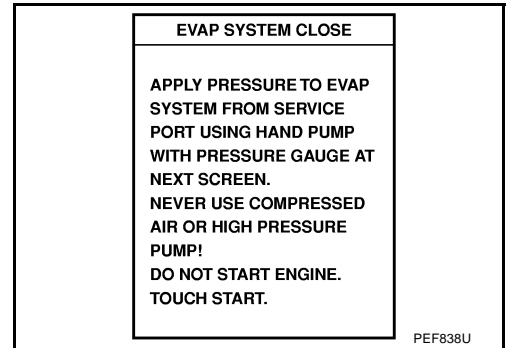 EVAP SYSTEM CLOSE
APPLY PRESSURE TO EVAP
SYSTEM FROM SERVICE
PORT USING HAND PUMP
WITH PRESSURE GAUGE AT
NEXT SCREEN.
NEVER USE COMPRESSED
AIR OR HIGH PRESSURE
PUMP!
DO NOT START ENGINE.
TOUCH START.
PEF838U